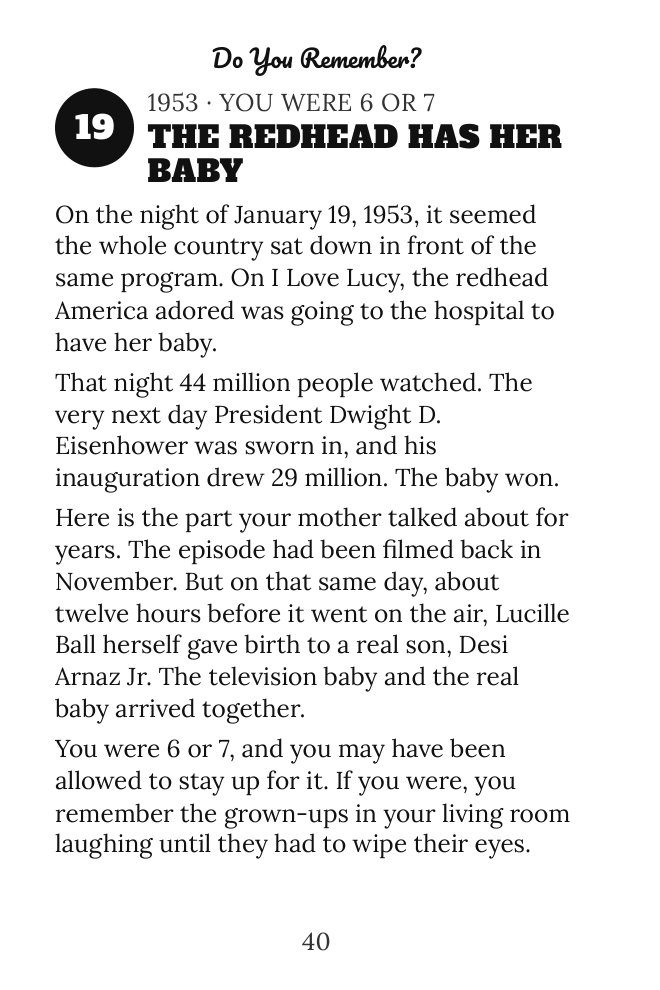 Do You Remember?
19
1953 · YOU WERE 6 OR 7
THE REDHEAD HAS HER
BABY
On the night of January 19, 1953, it seemed
the whole country sat down in front of the
same program. On I Love Lucy, the redhead
America adored was going to the hospital to
have her baby.
That night 44 million people watched. The
very next day President Dwight D.
Eisenhower was sworn in, and his
inauguration drew 29 million. The baby won.
Here is the part your mother talked about for
years. The episode had been filmed back in
November. But on that same day, about
twelve hours before it went on the air, Lucille
Ball herself gave birth to a real son, Desi
Arnaz Jr. The television baby and the real
baby arrived together.
You were 6 or 7, and you may have been
allowed to stay up for it. If you were, you
remember the grown-ups in your living room
laughing until they had to wipe their eyes.
40